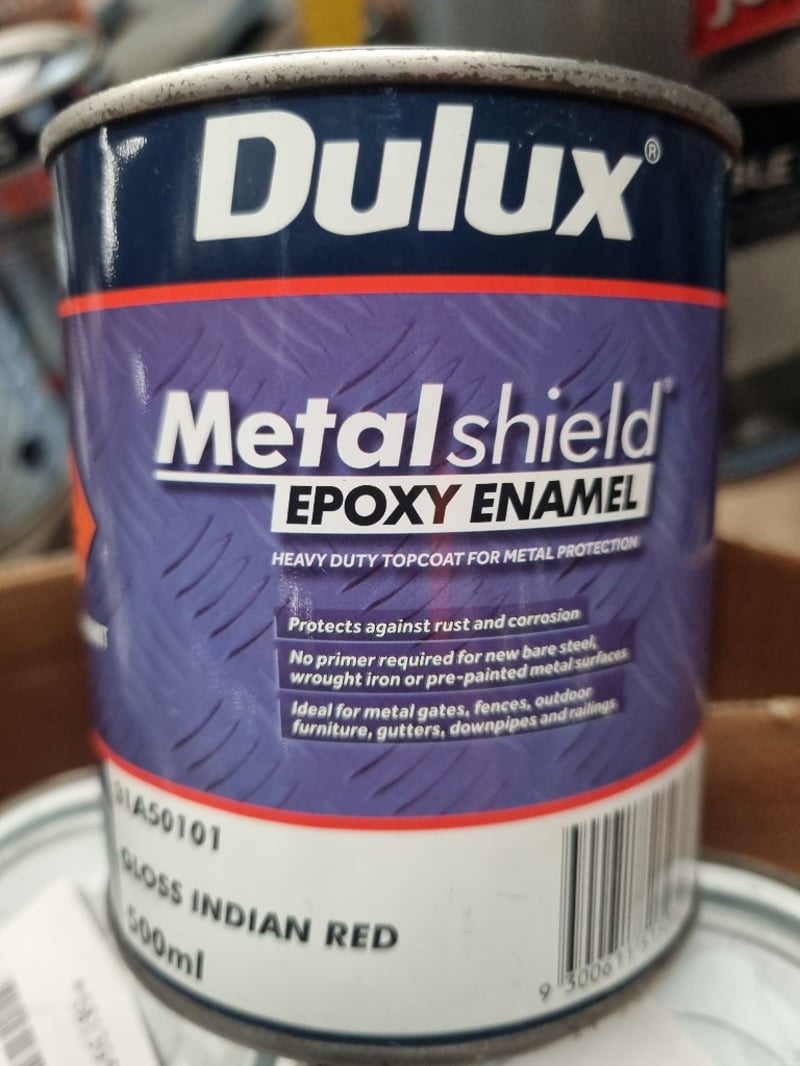 Dulux®
Metalshield®
EPOXY ENAMEL
HEAVY DUTY TOPCOAT FOR METAL PROTECTION
Protects against rust and corrosion
No primer required for new bare steel,
wrought iron or pre-painted metal surfaces
Ideal for metal gates, fences, outdoor
furniture, gutters, downpipes and railings
31A50101
GLOSS INDIAN RED
500ml